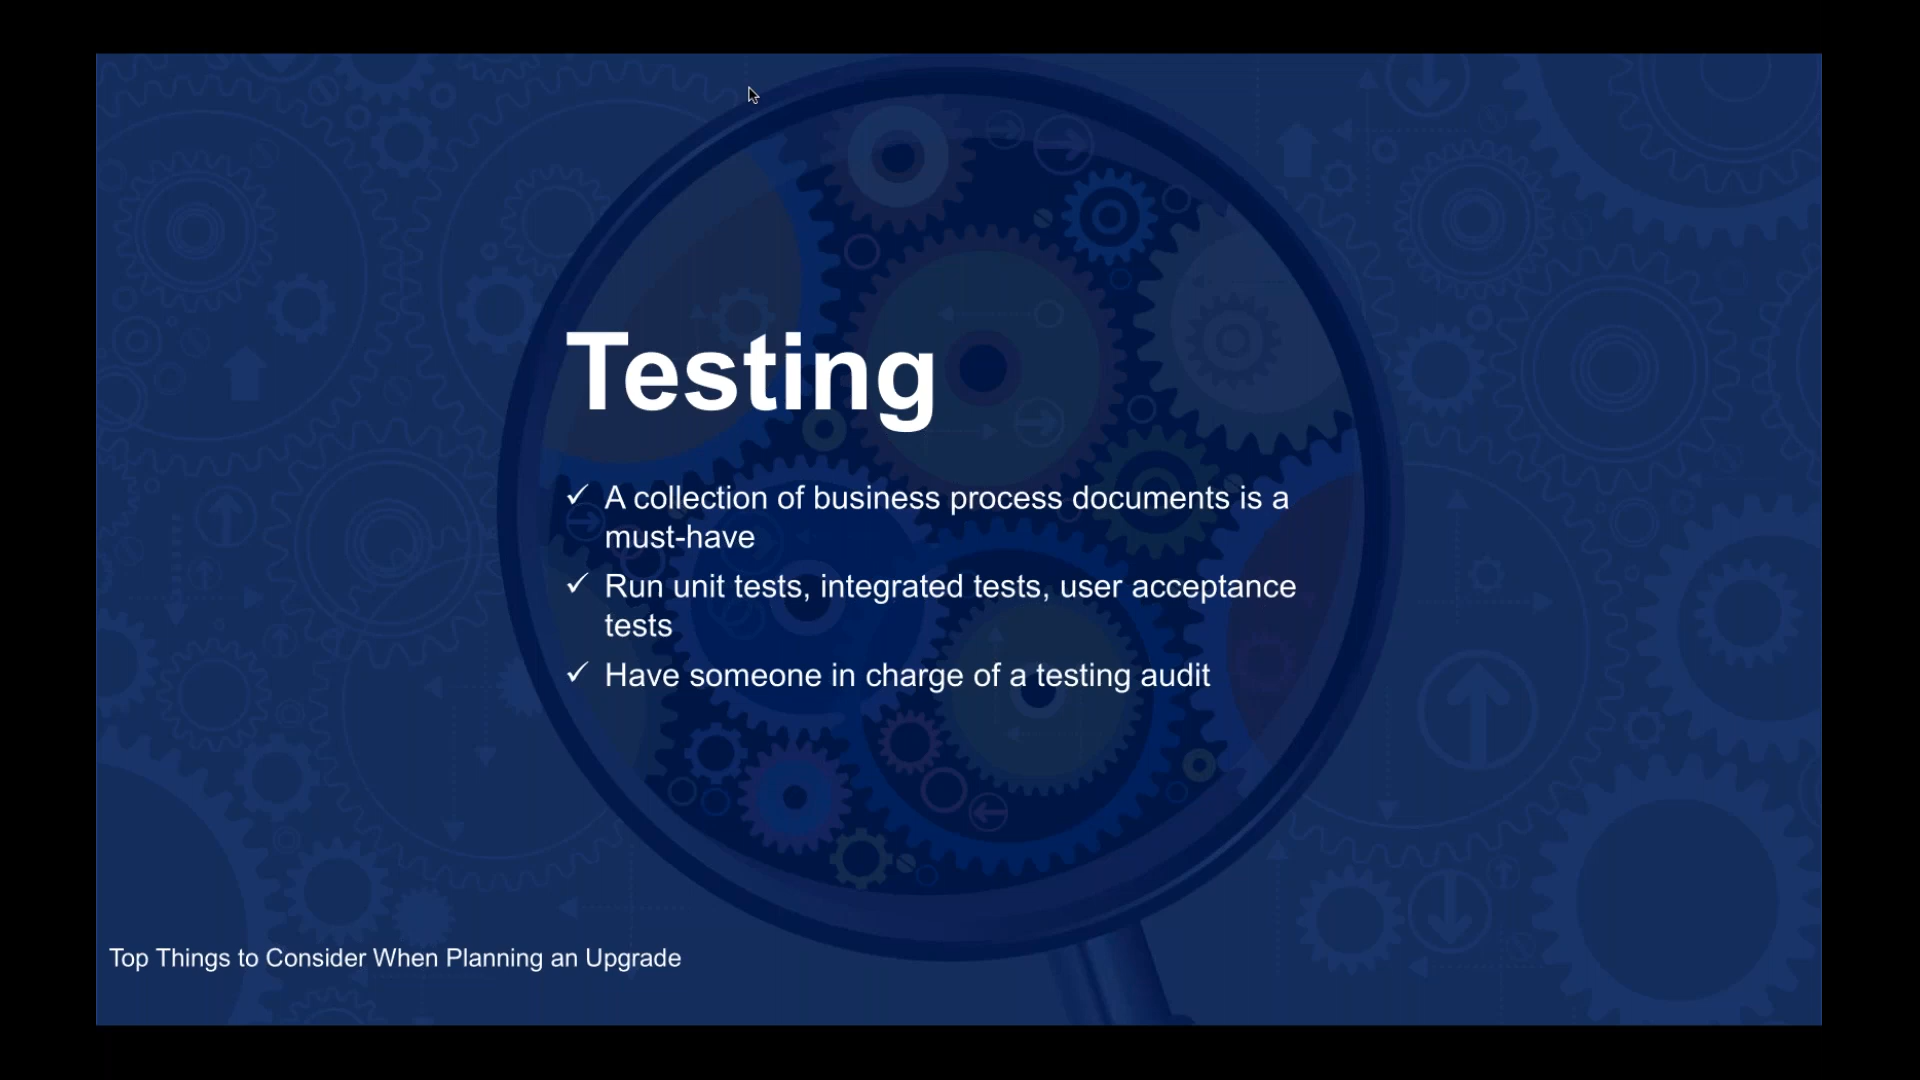 Testing
A collection of business process documents is a
must-have
Run unit tests, integrated tests, user acceptance
tests
Have someone in charge of a testing audit
Top Things to Consider When Planning an Upgrade